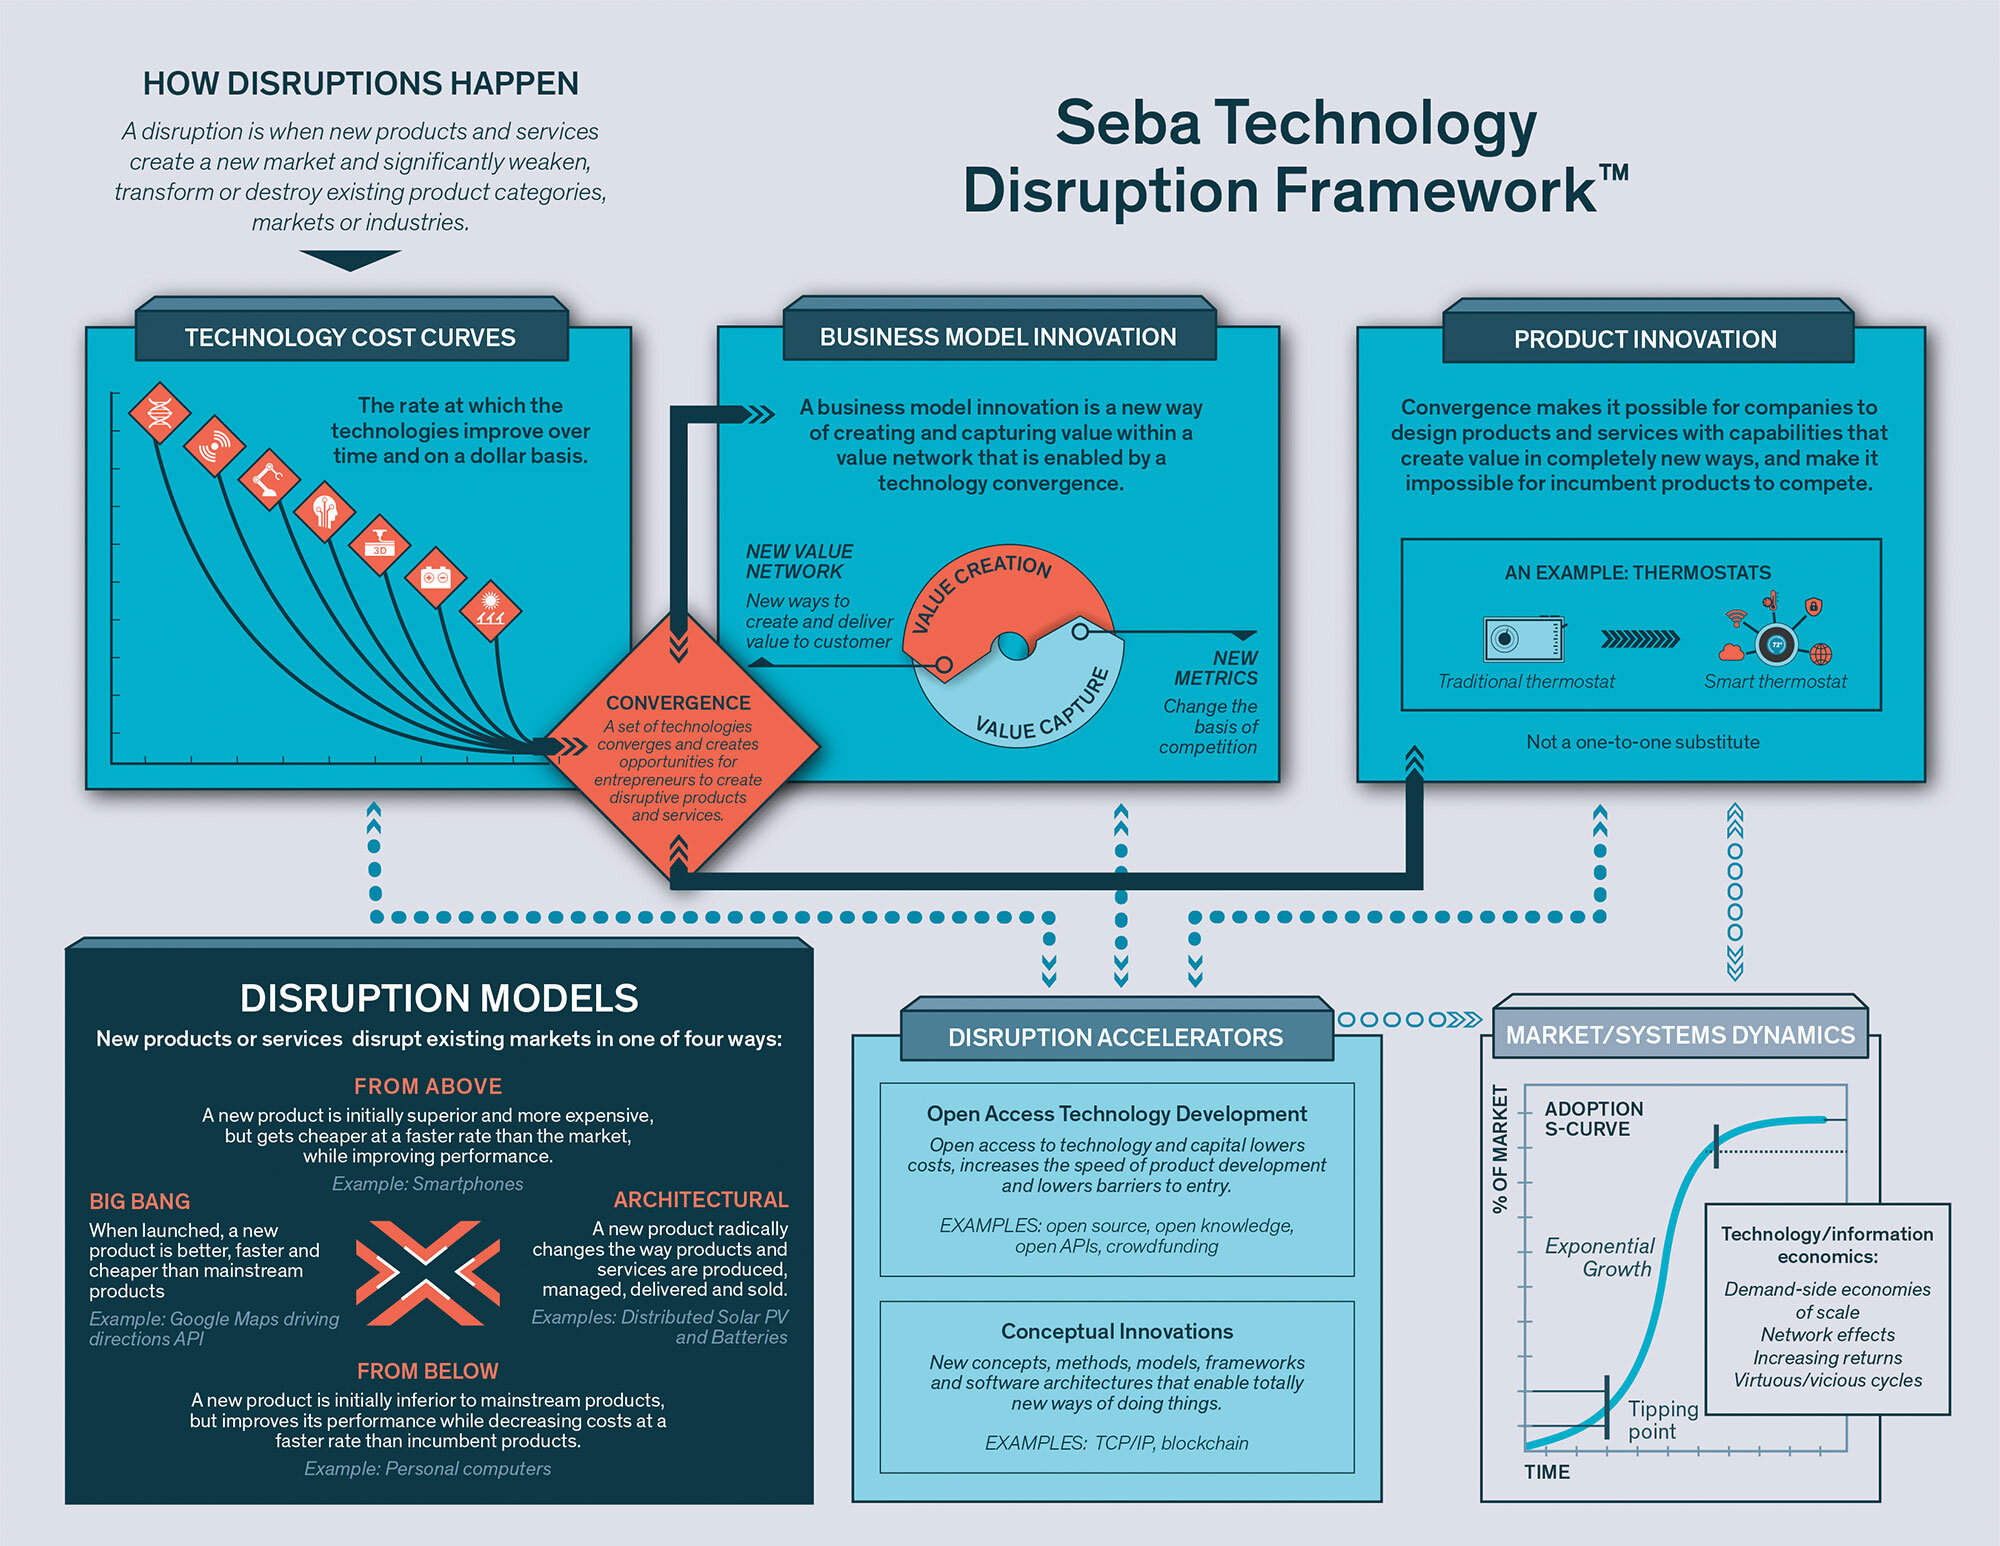 HOW DISRUPTIONS HAPPEN
A disruption is when new products and services
create a new market and significantly weaken,
transform or destroy existing product categories,
markets or industries.
Seba Technology
Disruption Framework™
TECHNOLOGY COST CURVES
The rate at which the
technologies improve over
time and on a dollar basis.
3D
CONVERGENCE
A set of technologies
converges and creates
opportunities for
entrepreneurs to create
disruptive products
and services.
BUSINESS MODEL INNOVATION
A business model innovation is a new way
of creating and capturing value within a
value network that is enabled by a
technology convergence.
NEW VALUE
NETWORK
New ways to
create and deliver
value to customer
VALUE CREATION
VALUE CAPTURE
NEW
METRICS
Change the
basis of
competition
PRODUCT INNOVATION
Convergence makes it possible for companies to
design products and services with capabilities that
create value in completely new ways, and make it
impossible for incumbent products to compete.
AN EXAMPLE: THERMOSTATS
72°
Traditional thermostat
Smart thermostat
Not a one-to-one substitute
DISRUPTION MODELS
New products or services disrupt existing markets in one of four ways:
FROM ABOVE
A new product is initially superior and more expensive,
but gets cheaper at a faster rate than the market,
while improving performance.
Example: Smartphones
BIG BANG
When launched, a new
product is better, faster and
cheaper than mainstream
products
Example: Google Maps driving
directions API
ARCHITECTURAL
A new product radically
changes the way products and
services are produced,
managed, delivered and sold.
Examples: Distributed Solar PV
and Batteries
FROM BELOW
A new product is initially inferior to mainstream products,
but improves its performance while decreasing costs at a
faster rate than incumbent products.
Example: Personal computers
DISRUPTION ACCELERATORS
Open Access Technology Development
Open access to technology and capital lowers
costs, increases the speed of product development
and lowers barriers to entry.
EXAMPLES: open source, open knowledge,
open APIs, crowdfunding
Conceptual Innovations
New concepts, methods, models, frameworks
and software architectures that enable totally
new ways of doing things.
EXAMPLES: TCP/IP, blockchain
MARKET/SYSTEMS DYNAMICS
% OF MARKET
ADOPTION
S-CURVE
Exponential
Growth
Tipping
point
TIME
Technology/information
economics:
Demand-side economies
of scale
Network effects
Increasing returns
Virtuous/vicious cycles